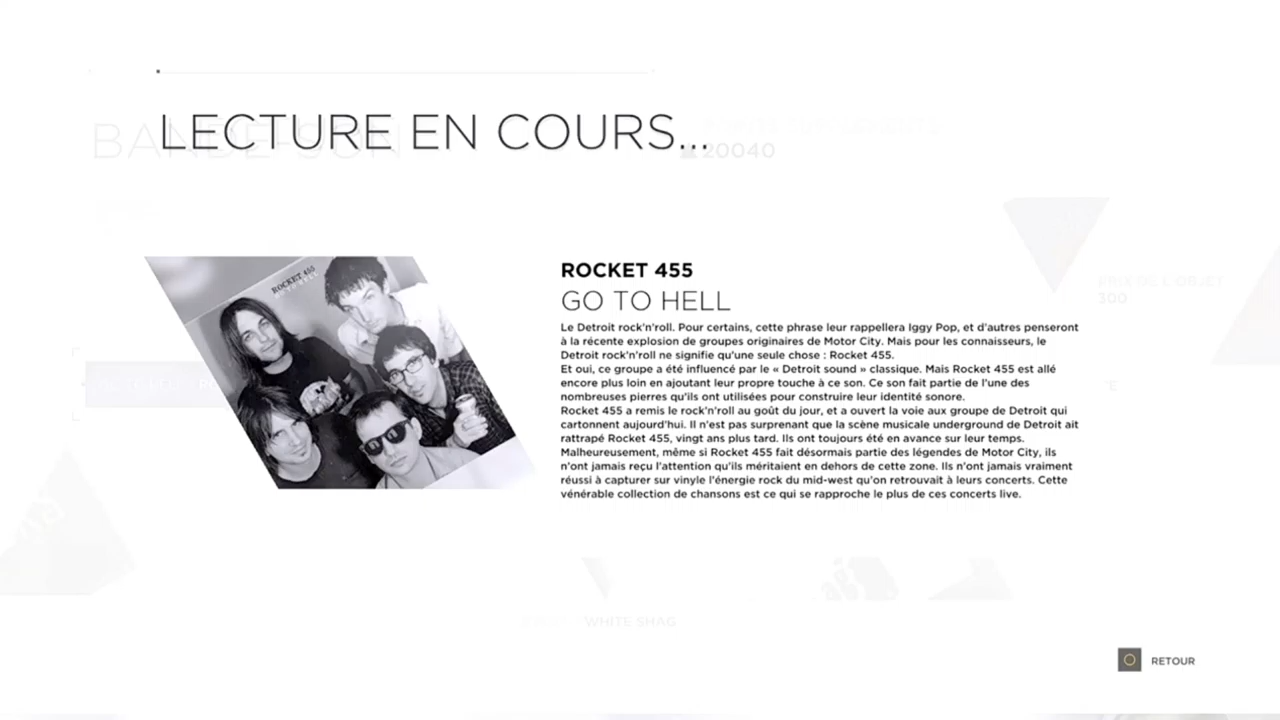 BANDE-SON
LECTURE EN COURS...
20040
ROCKET 455
ROCKET 455
GO TO HELL
Le Detroit rock'n'roll. Pour certains, cette phrase leur rappellera Iggy Pop, et d'autres penseront
à la récente explosion de groupes originaires de Motor City. Mais pour les connaisseurs, le
Detroit rock'n'roll ne signifie qu'une seule chose : Rocket 455.
Et oui, ce groupe a été influencé par le « Detroit sound » classique. Mais Rocket 455 est allé
encore plus loin en ajoutant leur propre touche à ce son. Ce son fait partie de l'une des
nombreuses pierres qu'ils ont utilisées pour construire leur identité sonore.
Rocket 455 a remis le rock'n'roll au goût du jour, et a ouvert la voie aux groupe de Detroit qui
cartonnent aujourd'hui. Il n'est pas surprenant que la scène musicale underground de Detroit ait
rattrapé Rocket 455, vingt ans plus tard. Ils ont toujours été en avance sur leur temps.
Malheureusement, même si Rocket 455 fait désormais partie des légendes de Motor City, ils
n'ont jamais reçu l'attention qu'ils méritaient en dehors de cette zone. Ils n'ont jamais vraiment
réussi à capturer sur vinyle l'énergie rock du mid-west qu'on retrouvait à leurs concerts. Cette
vénérable collection de chansons est ce qui se rapproche le plus de ces concerts live.
300
WHITE SHAG
RETOUR